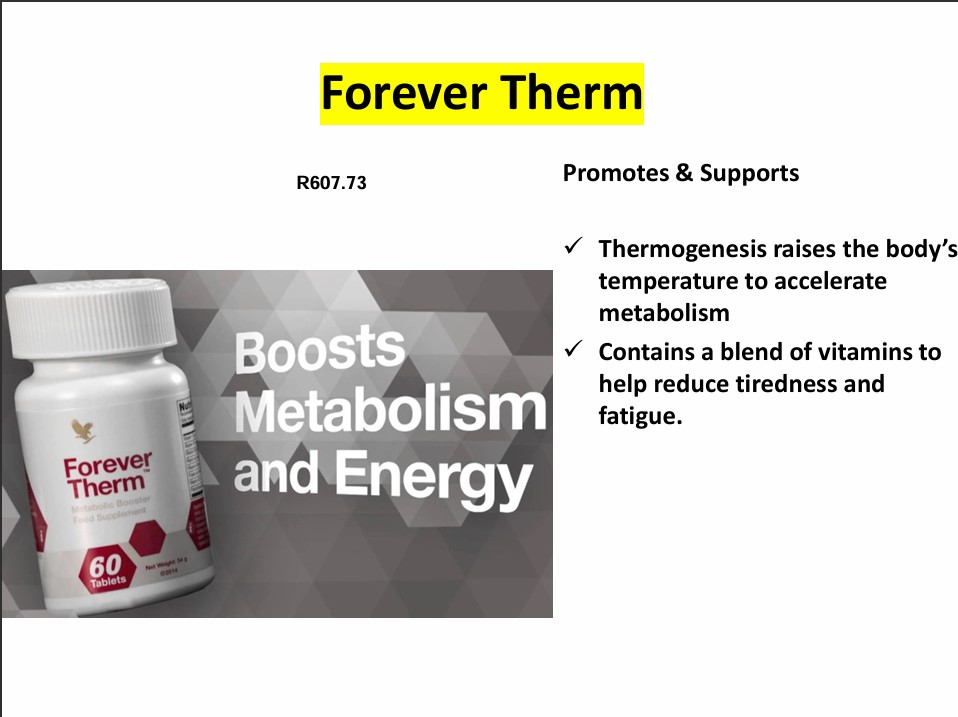 Forever Therm
R607.73
Promotes & Supports
✓ Thermogenesis raises the body’s
temperature to accelerate
metabolism
✓ Contains a blend of vitamins to
help reduce tiredness and
fatigue.
Boosts
Metabolism
and Energy
Forever
Therm™
Metabolic Booster
Food Supplement
60
Tablets
Net Weight 54 g
©2014